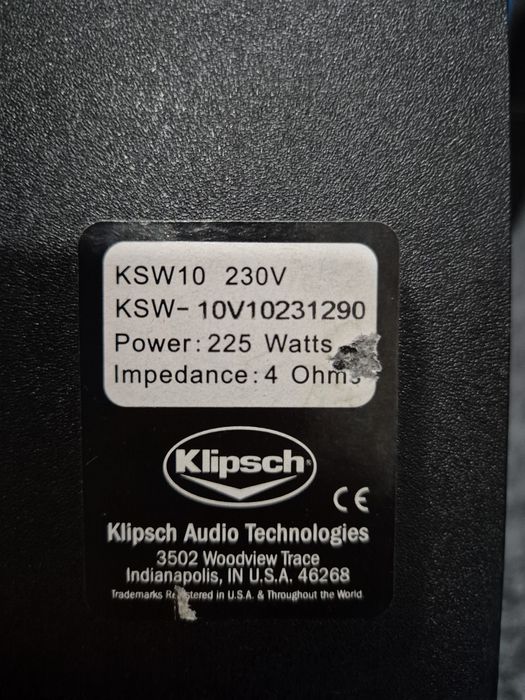 KSW10 230V
KSW- 10V10231290
Power: 225 Watts
Impedance: 4 Ohms
Klipsch
CE
Klipsch Audio Technologies
3502 Woodview Trace
Indianapolis, IN U.S.A. 46268
Trademarks Registered in U.S.A. & Throughout the World